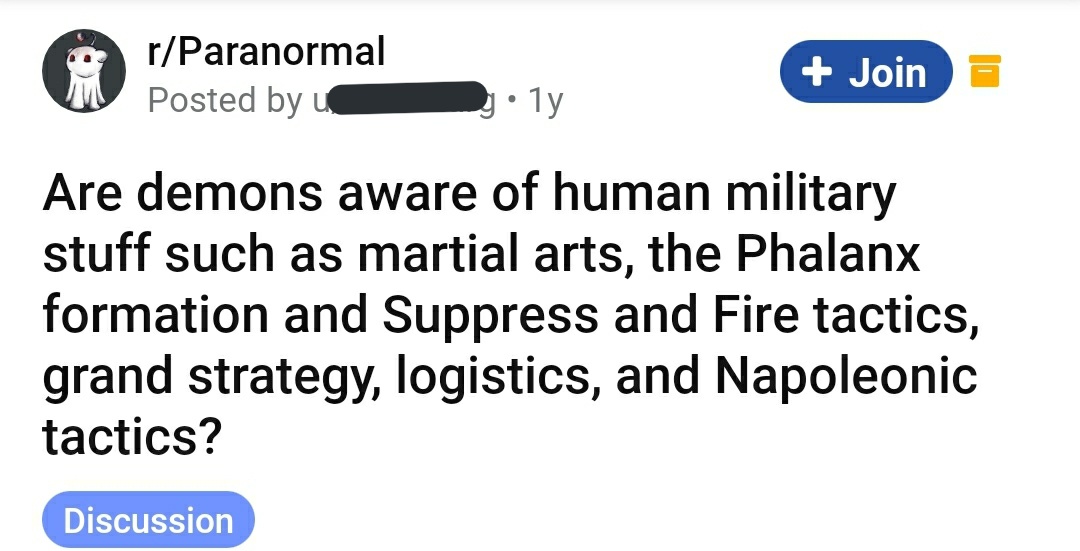 r/Paranormal
Posted by u g • 1y
+ Join
Are demons aware of human military
stuff such as martial arts, the Phalanx
formation and Suppress and Fire tactics,
grand strategy, logistics, and Napoleonic
tactics?
Discussion